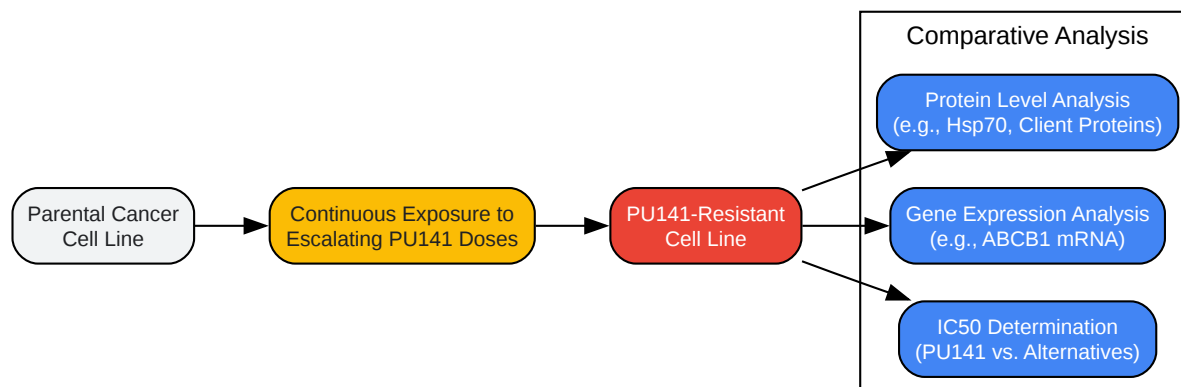 Comparative Analysis
Protein Level Analysis
(e.g., Hsp70, Client Proteins)
Parental Cancer
Cell Line
Continuous Exposure to
Escalating PU141 Doses
PU141-Resistant
Cell Line
Gene Expression Analysis
(e.g., ABCB1 mRNA)
IC50 Determination
(PU141 vs. Alternatives)